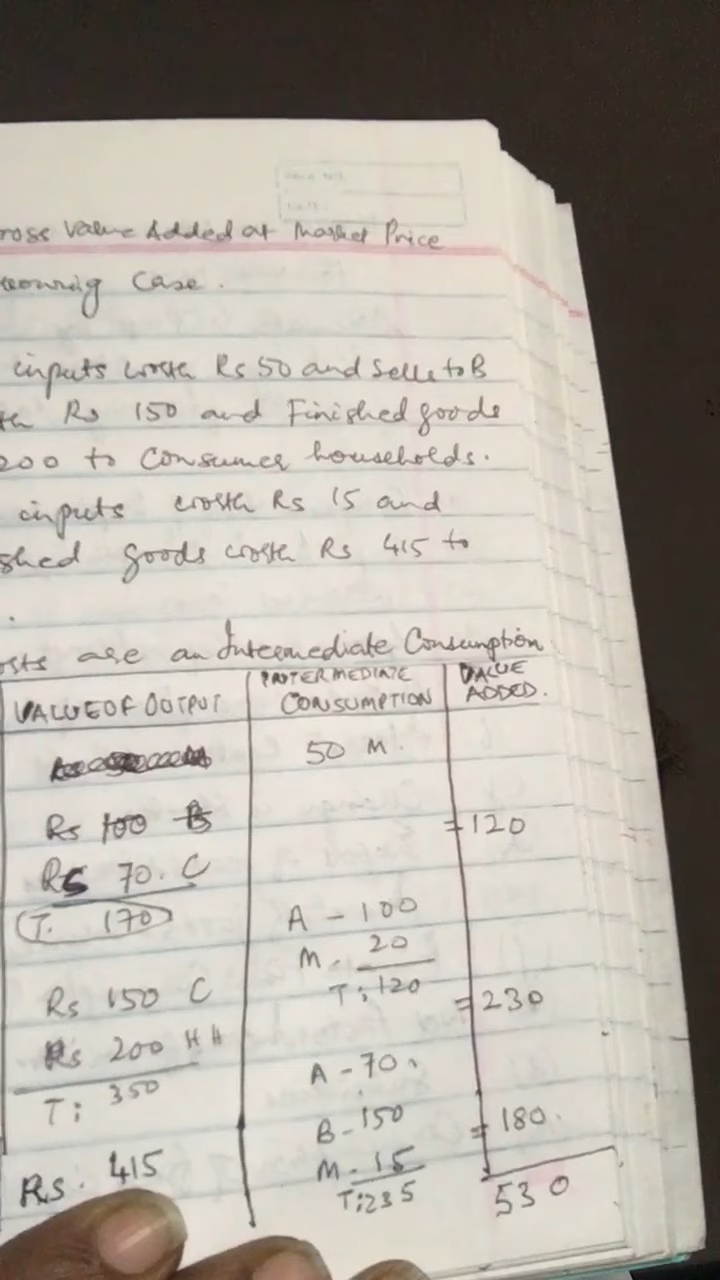 ross Value Added at Market Price
case.
inputs worth Rs 50 and Sells to B
Rs 150 and Finished goods
200 to consumer households.
inputs worth Rs 15 and
shed goods worth Rs 415 to
osts are an Intermediate Consumption
VALUE OF OUTPUT
Rs 100 B
Rs 70. C
T. 170
Rs 150 C
Rs 200 HH
T: 350
Rs. 415
INTERMEDIATE CONSUMPTION
50 M.
A - 100
M. 20
T: 120
A - 70.
B - 150
M - 15
T: 235
VALUE ADDED.
= 120
= 230
= 180.
530